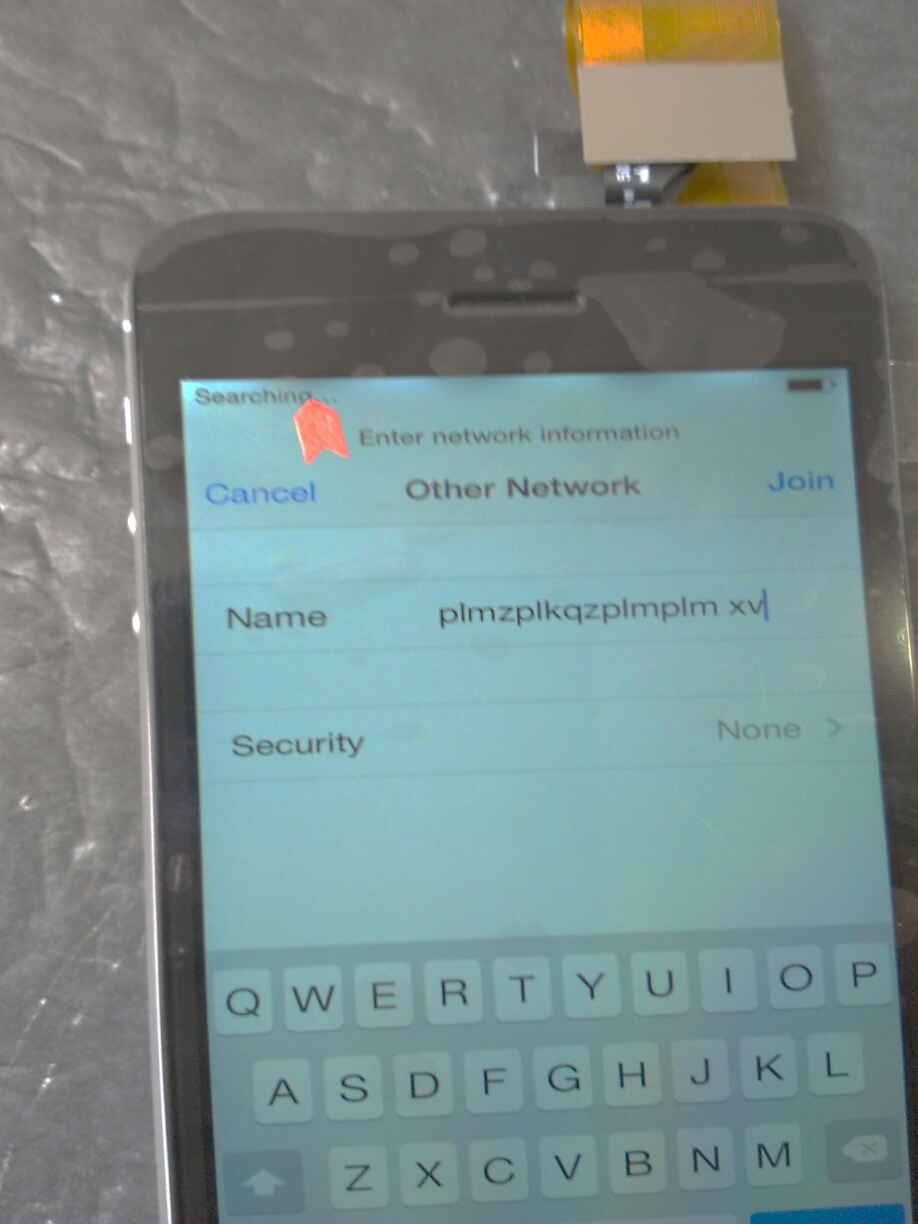 Searching...
Enter network information
Cancel Other Network Join
Name plmzplkqzplmplm xv
Security None >
Q W E R T Y U I O P
A S D F G H J K L
Z X C V B N M